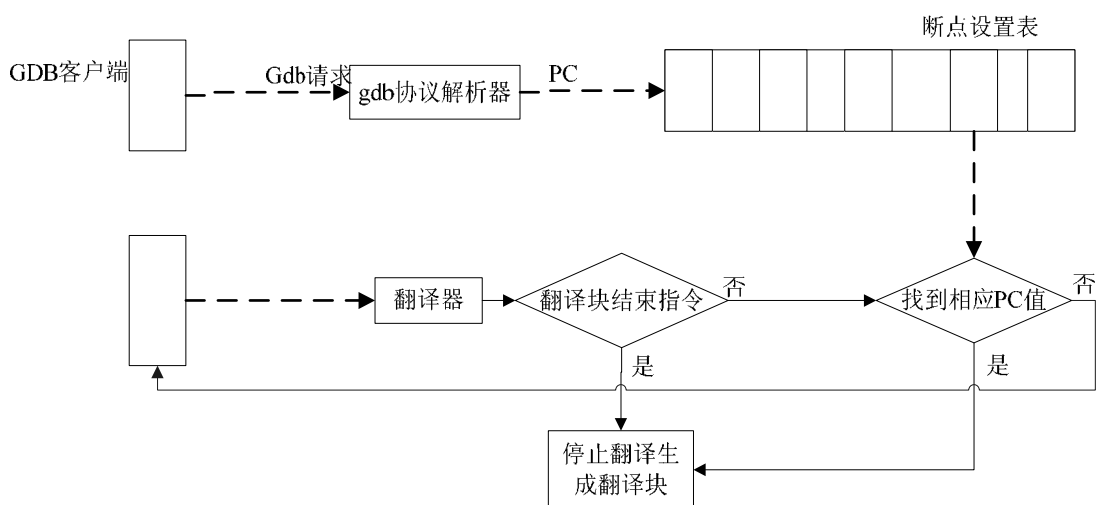 断点设置表
GDB客户端
Gdb请求
gdb协议解析器
PC
翻译器
翻译块结束指令
否
找到相应PC值
否
是
是
停止翻译生
成翻译块